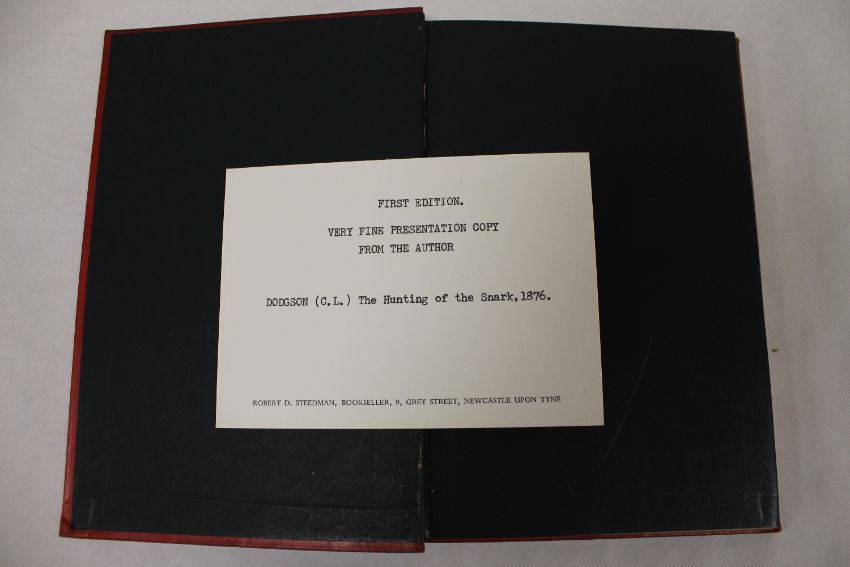 FIRST EDITION.
VERY FINE PRESENTATION COPY
FROM THE AUTHOR
DODGSON (C.L.) The Hunting of the Snark,1876.
ROBERT D. STEEDMAN, BOOKSELLER, 9, GREY STREET, NEWCASTLE UPON TYNE